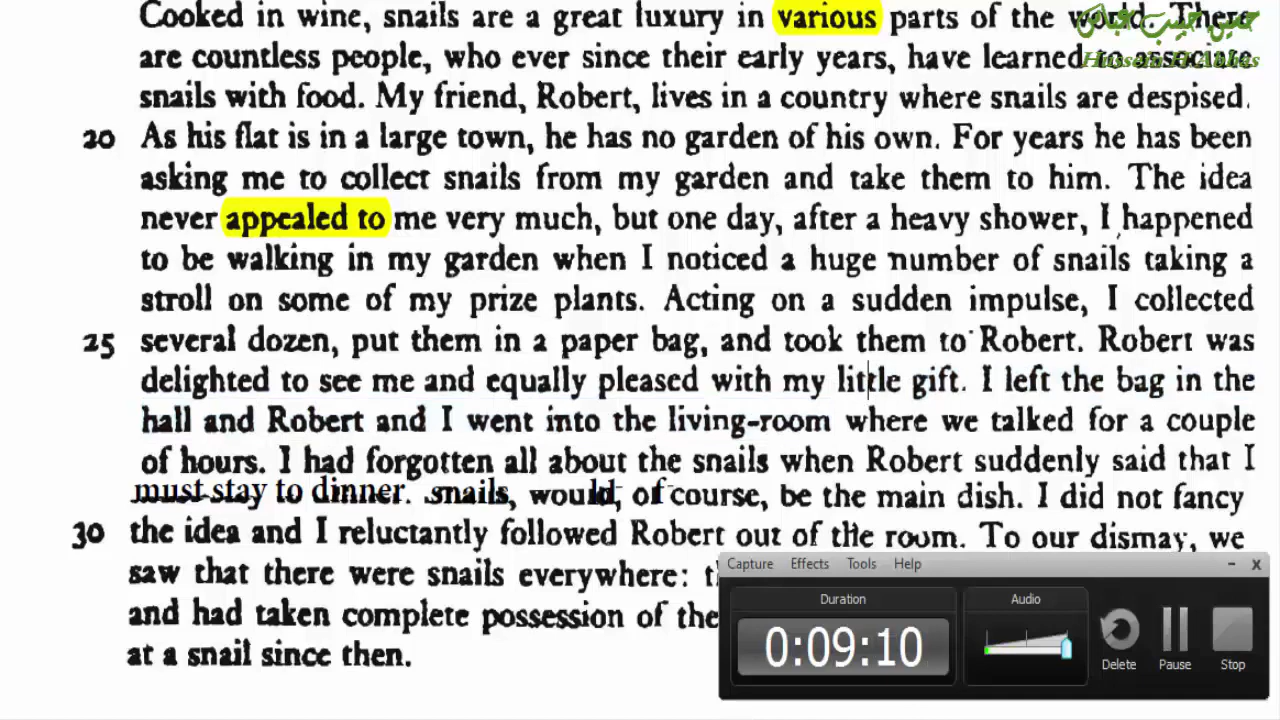 Cooked in wine, snails are a great luxury in various parts of the world. There
حسين حبيب عباس
Hussein H Abbas
are countless people, who ever since their early years, have learned to associate
snails with food. My friend, Robert, lives in a country where snails are despised.
20 As his flat is in a large town, he has no garden of his own. For years he has been
asking me to collect snails from my garden and take them to him. The idea
never appealed to me very much, but one day, after a heavy shower, I happened
to be walking in my garden when I noticed a huge number of snails taking a
stroll on some of my prize plants. Acting on a sudden impulse, I collected
25 several dozen, put them in a paper bag, and took them to Robert. Robert was
delighted to see me and equally pleased with my little gift. I left the bag in the
hall and Robert and I went into the living-room where we talked for a couple
of hours. I had forgotten all about the snails when Robert suddenly said that I
must stay to dinner. snails, would, of course, be the main dish. I did not fancy
30 the idea and I reluctantly followed Robert out of the room. To our dismay, we
saw that there were snails everywhere:
and had taken complete possession of the
at a snail since then.
Capture Effects Tools Help
Duration
Audio
0:09:10
Delete Pause Stop